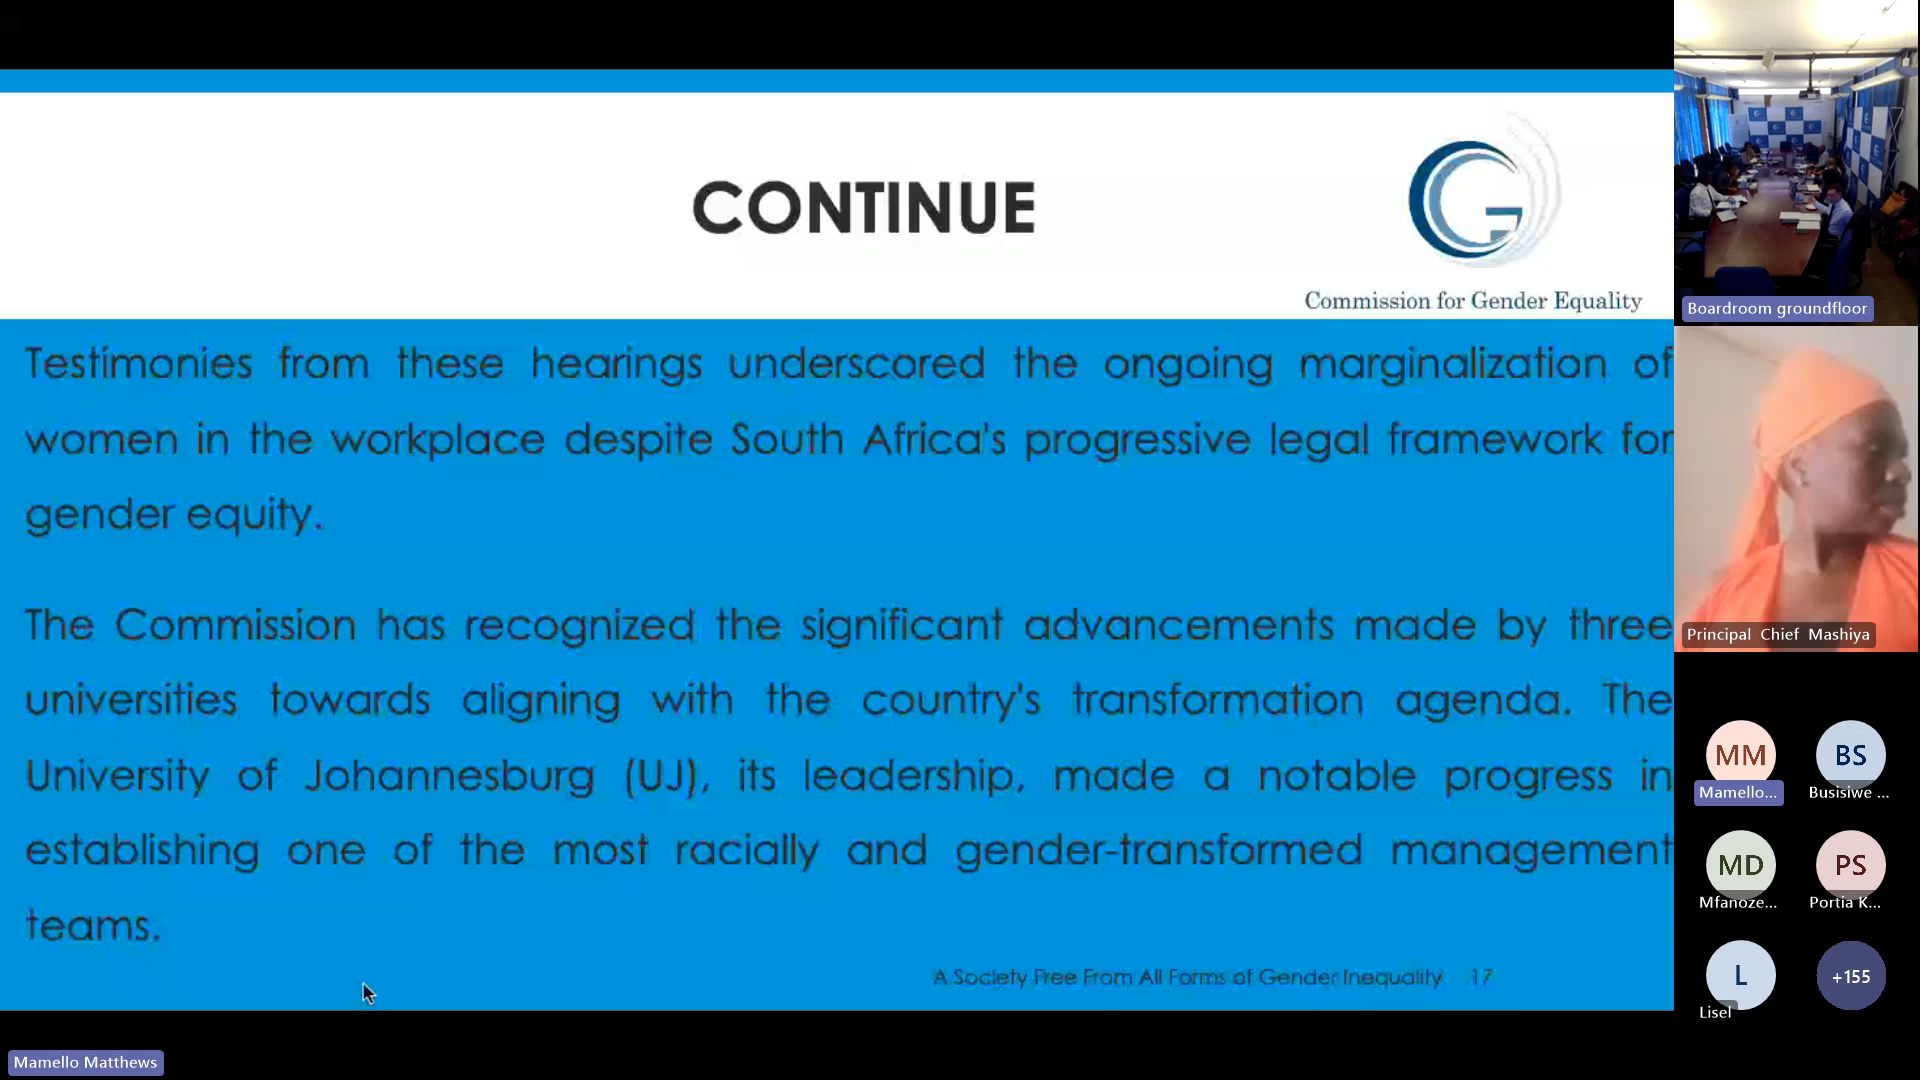 CONTINUE
Commission for Gender Equality
Testimonies from these hearings underscored the ongoing marginalization of
women in the workplace despite South Africa's progressive legal framework for
gender equity.
The Commission has recognized the significant advancements made by three
universities towards aligning with the country's transformation agenda. The
University of Johannesburg (UJ), its leadership, made a notable progress in
establishing one of the most racially and gender-transformed management
teams.
A Society Free From All Forms of Gender Inequality. 17
Mamello Matthews
Boardroom groundfloor
Principal Chief Mashiya
MM
Mamello...
BS
Busisiwe ...
MD
Mfanoze...
PS
Portia K...
L
Lisel
+155